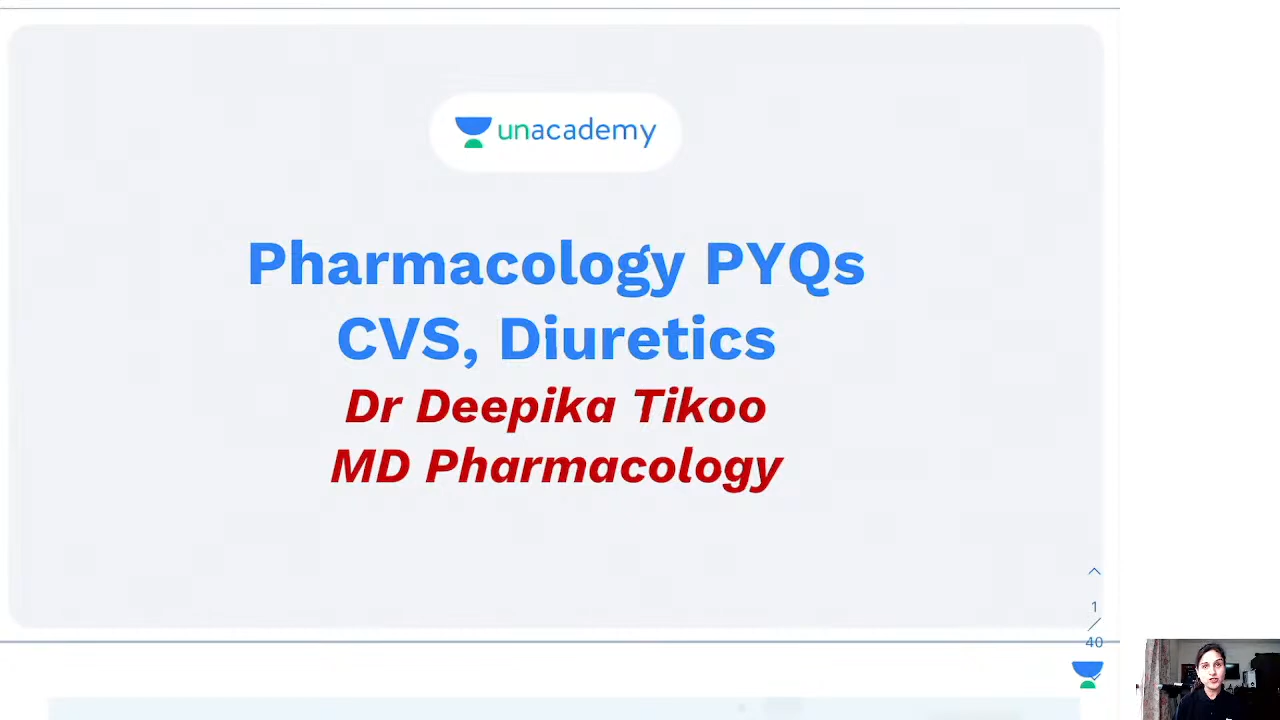 unacademy
Pharmacology PYQs
CVS, Diuretics
Dr Deepika Tikoo
MD Pharmacology
1
/
40